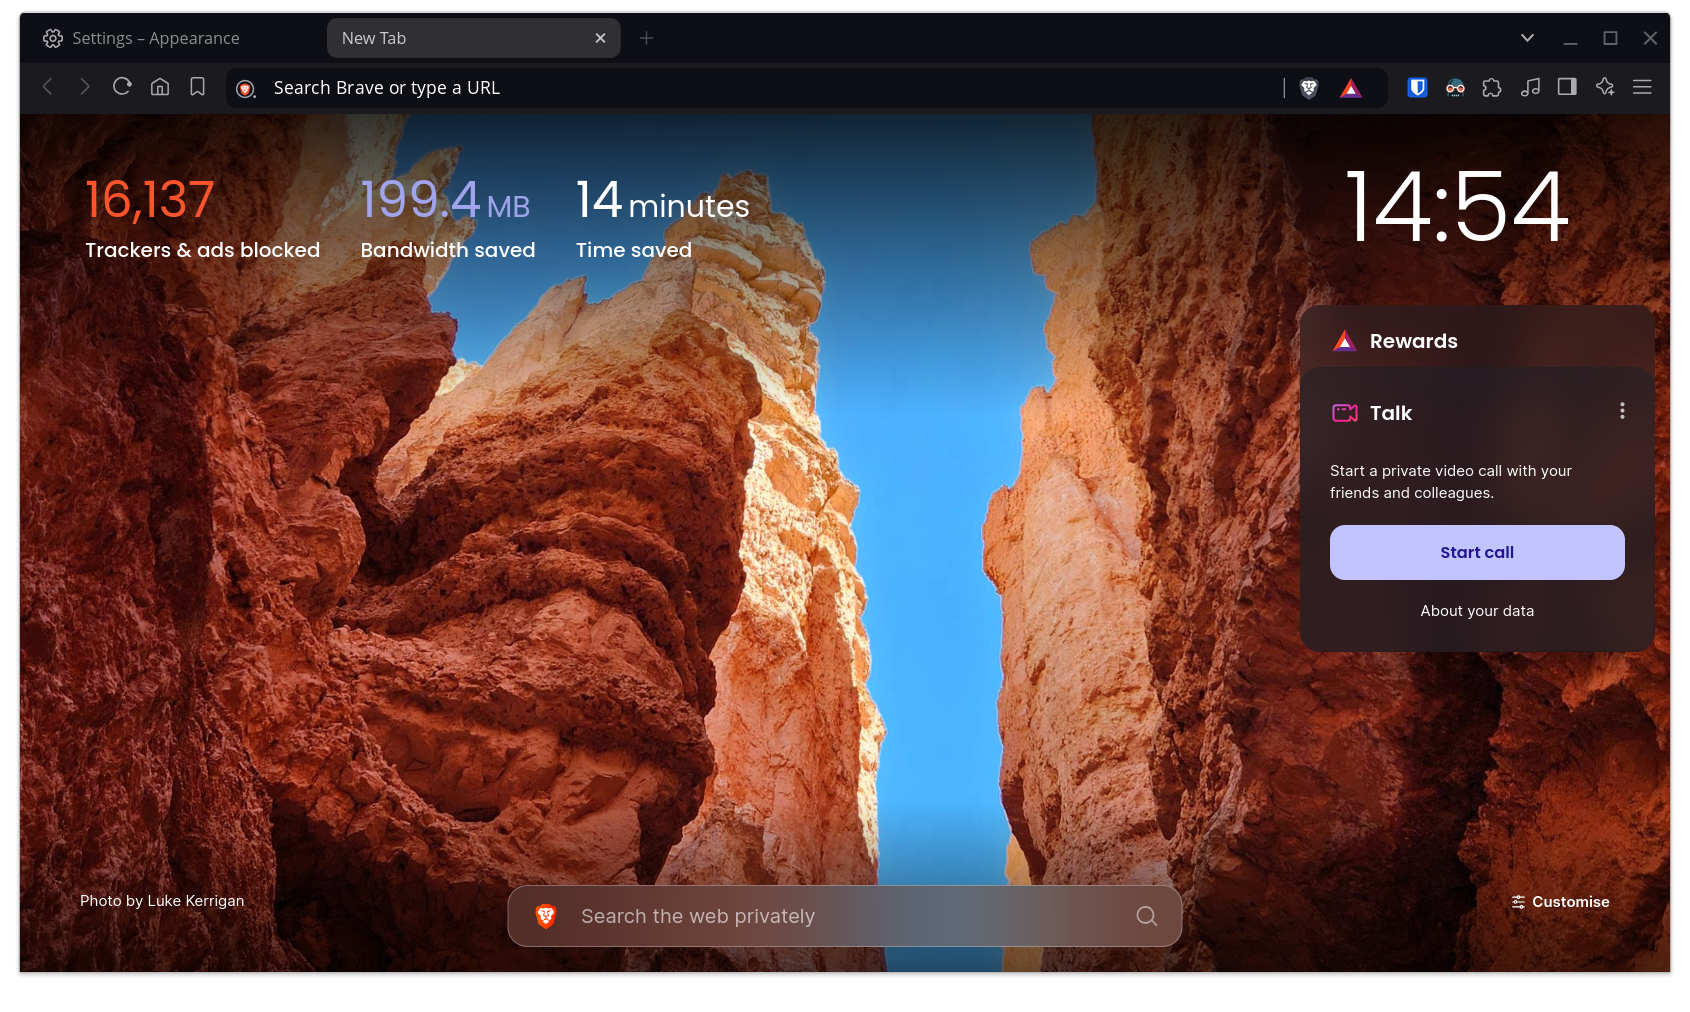 Settings – Appearance
New Tab
Search Brave or type a URL
16,137
Trackers & ads blocked
199.4 MB
Bandwidth saved
14 minutes
Time saved
14:54
Rewards
Talk
Start a private video call with your
friends and colleagues.
Start call
About your data
Photo by Luke Kerrigan
Search the web privately
Customise